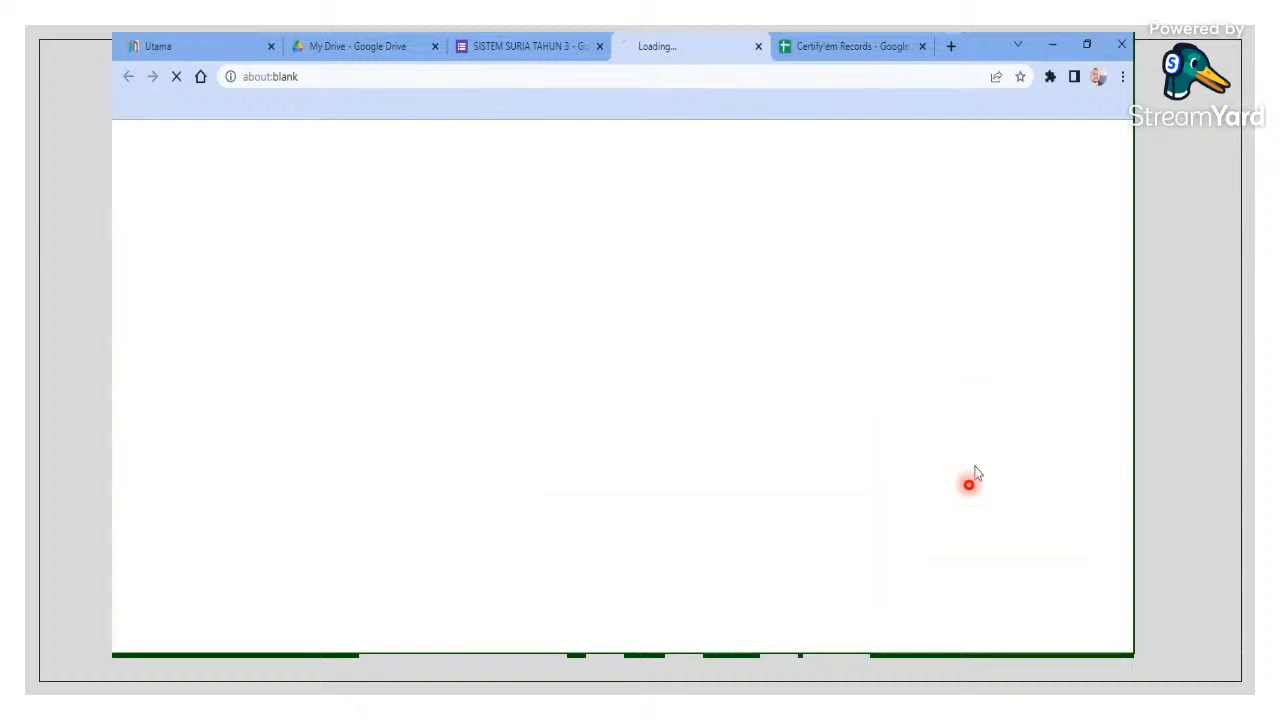 Powered by
StreamYard
Utama
My Drive - Google Drive
SISTEM SURIA TAHUN 3 - G
Loading...
Certify'em Records - Google
about:blank